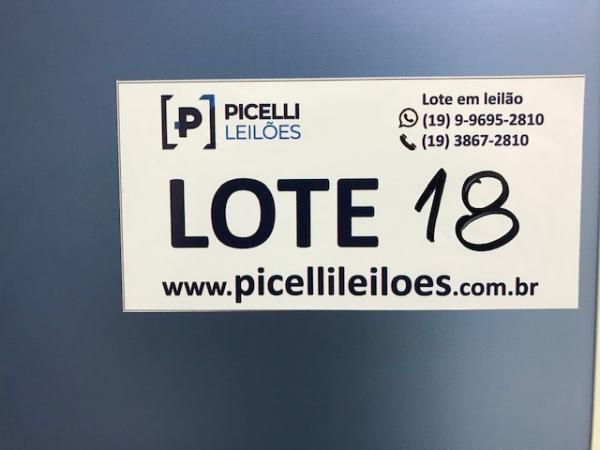 [P] PICELLI
LEILÕES
Lote em leilão
(19) 9-9695-2810
(19) 3867-2810
LOTE 18
www.picellileiloes.com.br